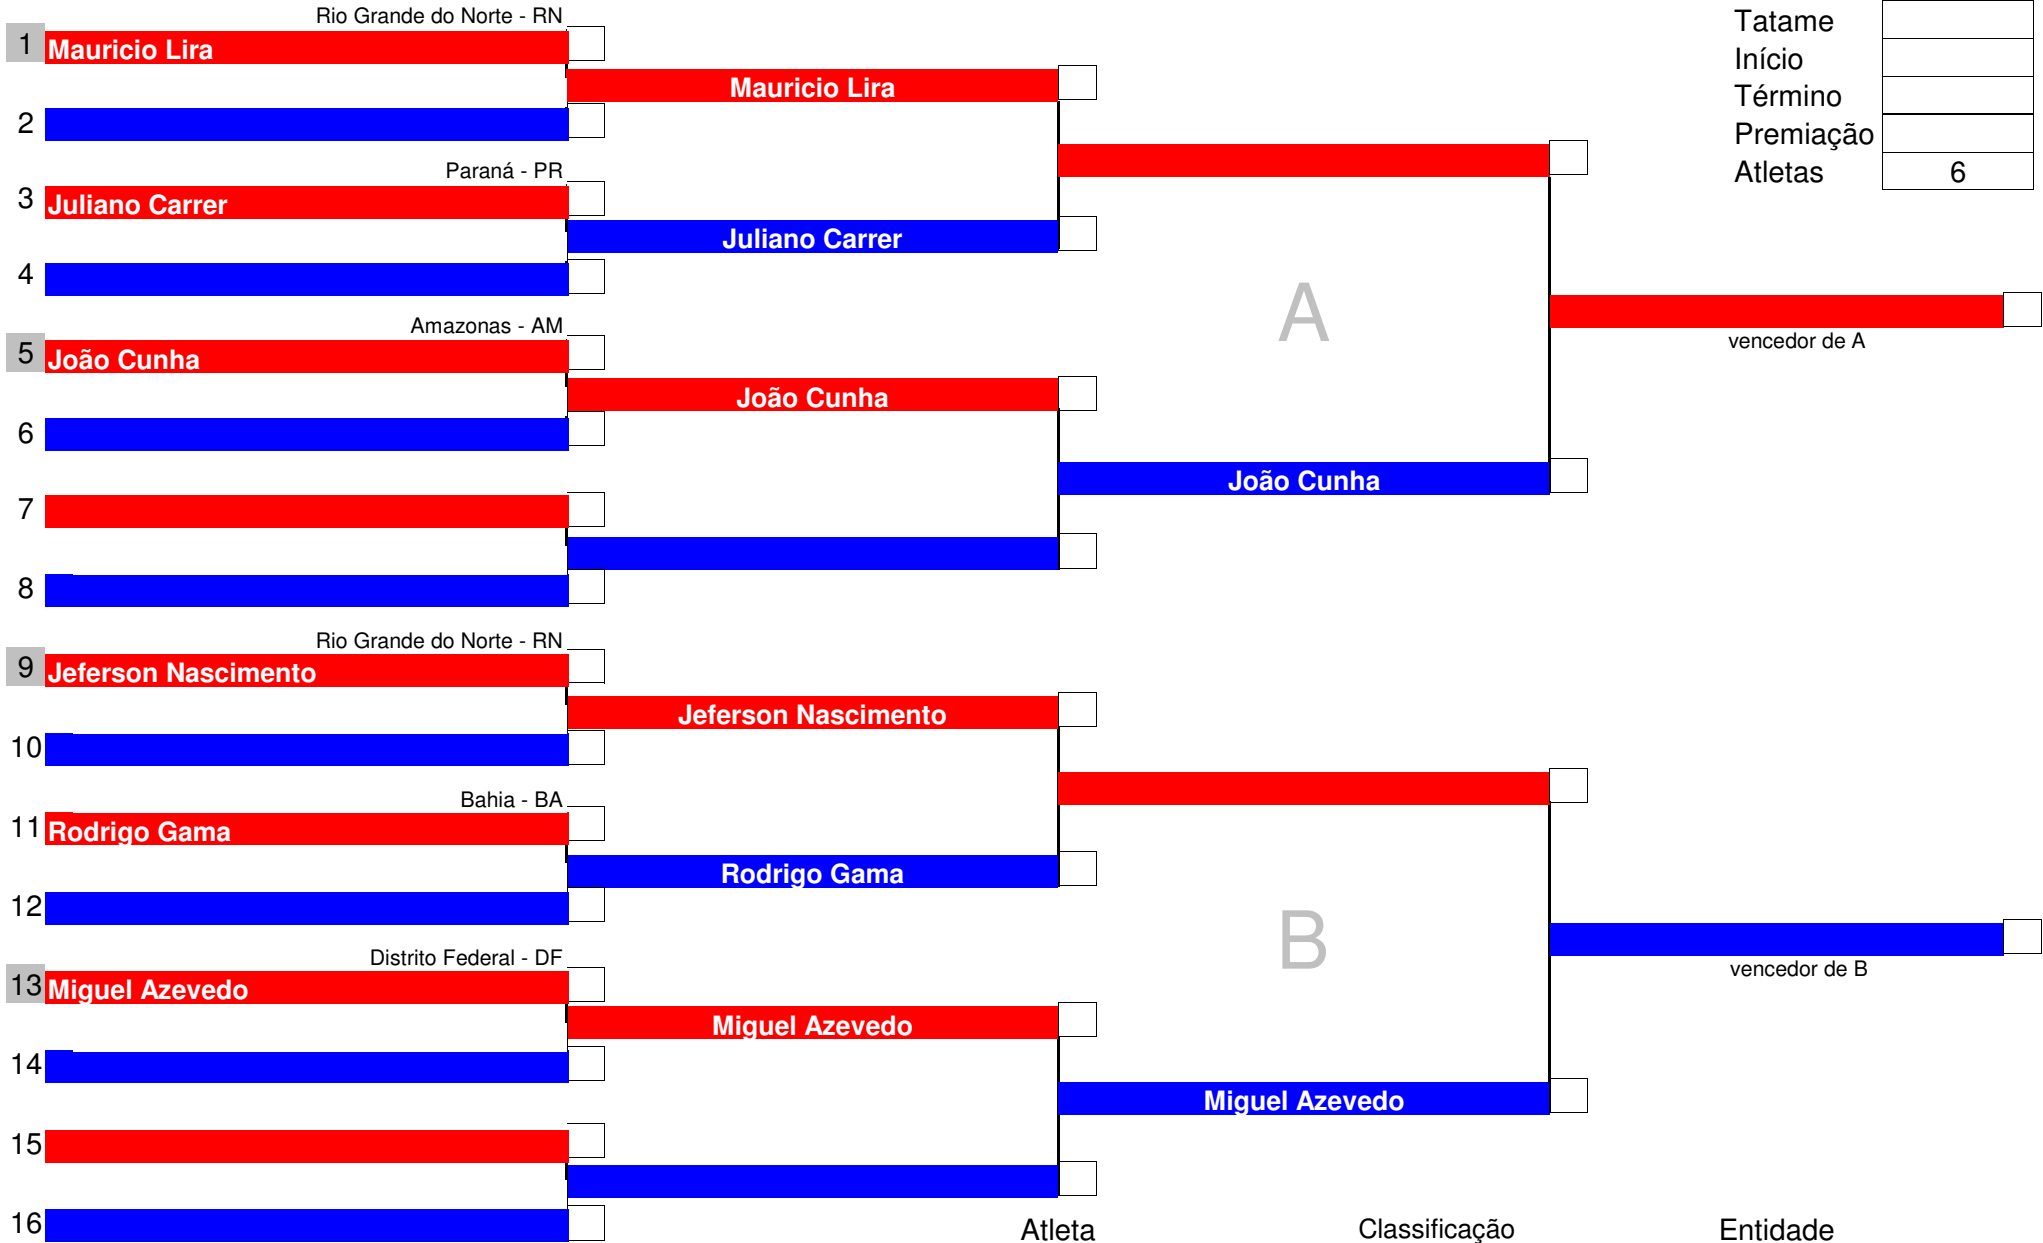 Rio Grande do Norte - RN
Tatame
1 Mauricio Lira
Início
Mauricio Lira
Término
2
Premiação
Paraná - PR
Atletas 6
3 Juliano Carrer
Juliano Carrer
4
A
Amazonas - AM
vencedor de A
5 João Cunha
João Cunha
6
João Cunha
7
8
Rio Grande do Norte - RN
9 Jeferson Nascimento
Jeferson Nascimento
10
Bahia - BA
11 Rodrigo Gama
Rodrigo Gama
12
B
Distrito Federal - DF
vencedor de B
13 Miguel Azevedo
Miguel Azevedo
14
Miguel Azevedo
15
16
Atleta Classificação Entidade